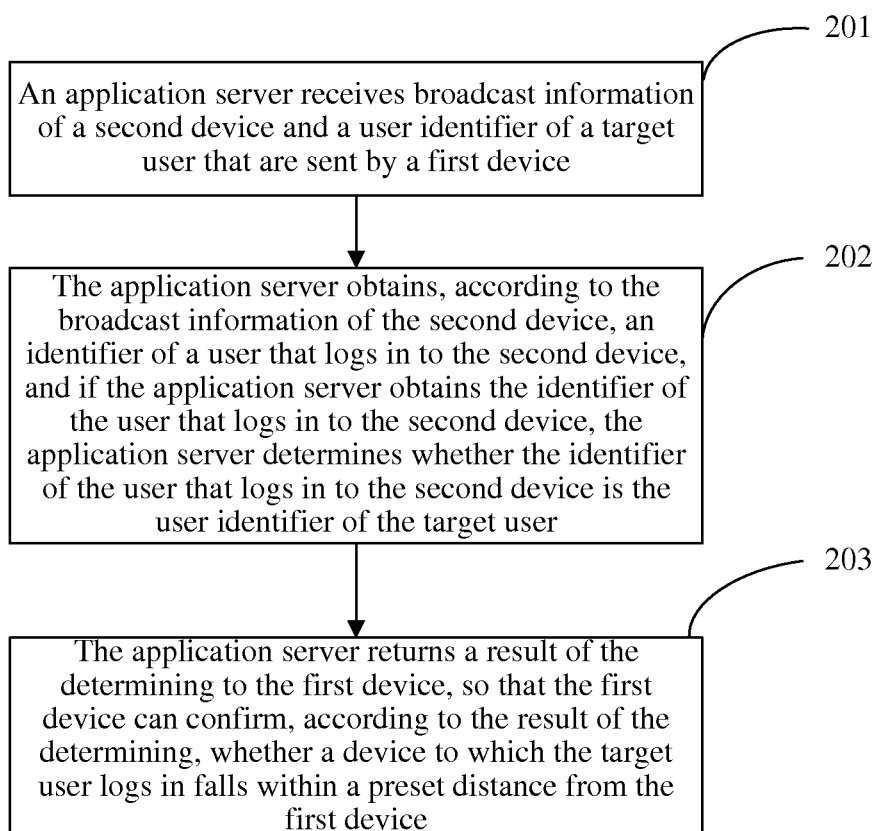 201
An application server receives broadcast information
of a second device and a user identifier of a target
user that are sent by a first device
202
The application server obtains, according to the
broadcast information of the second device, an
identifier of a user that logs in to the second device,
and if the application server obtains the identifier of
the user that logs in to the second device, the
application server determines whether the identifier
of the user that logs in to the second device is the
user identifier of the target user
203
The application server returns a result of the
determining to the first device, so that the first
device can confirm, according to the result of the
determining, whether a device to which the target
user logs in falls within a preset distance from the
first device